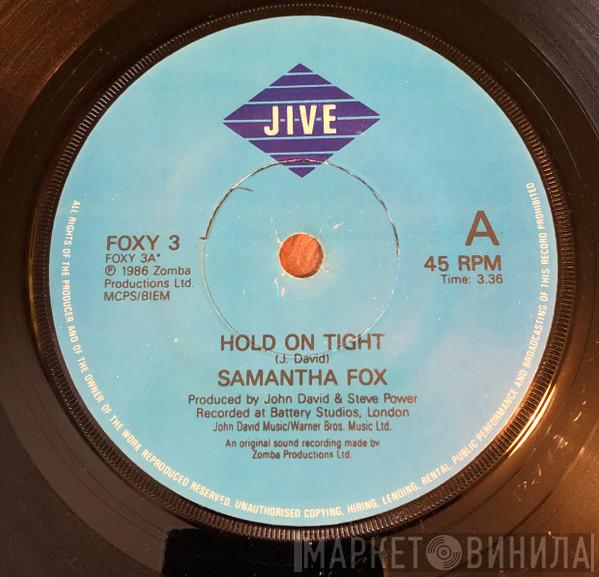 J-I-V-E
FOXY 3
FOXY 3A*
℗ 1986 Zomba
Productions Ltd.
MCPS/BIEM
A
45 RPM
Time: 3.36
HOLD ON TIGHT
(J. David)
SAMANTHA FOX
Produced by John David & Steve Power
Recorded at Battery Studios, London
John David Music/Warner Bros. Music Ltd.
An original sound recording made by
Zomba Productions Ltd.
ALL RIGHTS OF THE PRODUCER AND OF THE OWNER OF THE WORK REPRODUCED RESERVED. UNAUTHORISED COPYING, HIRING, LENDING, RENTAL, PUBLIC PERFORMANCE AND BROADCASTING OF THIS RECORD PROHIBITED
МАРКЕТ ВИНИЛА